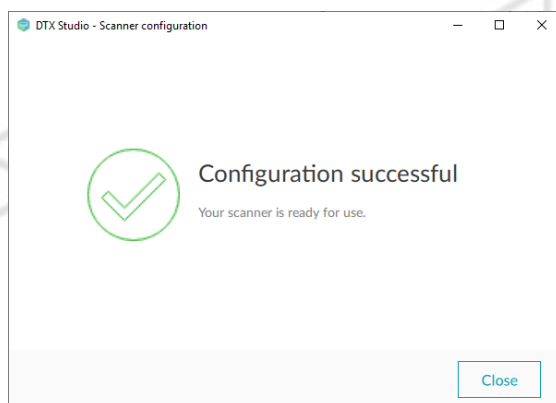 DTX Studio - Scanner configuration
Configuration successful
Your scanner is ready for use.
Close